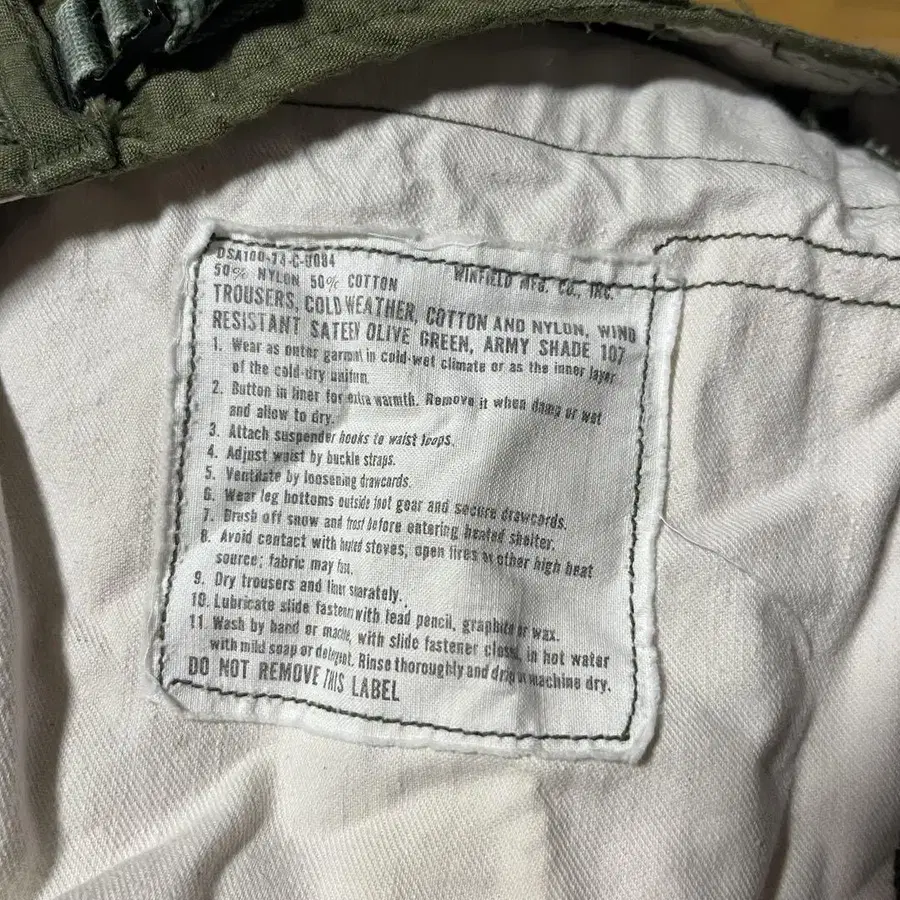 DSA100-74-C-0084
50% NYLON 50% COTTON WINFIELD MFG. CO., INC.
TROUSERS, COLD WEATHER, COTTON AND NYLON, WIND
RESISTANT SATEEN OLIVE GREEN, ARMY SHADE 107
1. Wear as outer garment in cold-wet climate or as the inner layer
of the cold-dry uniform.
2. Button in liner for extra warmth. Remove it when damp or wet
and allow to dry.
3. Attach suspender hooks to waist loops.
4. Adjust waist by buckle straps.
5. Ventilate by loosening drawcords.
6. Wear leg bottoms outside foot gear and secure drawcords.
7. Brush off snow and frost before entering heated shelter.
8. Avoid contact with heated stoves, open fires or other high heat
source; fabric may
9. Dry trousers and liner separately.
10. Lubricate slide fastener with lead pencil, graphite or wax.
11. Wash by hand or machine, with slide fastener closed, in hot water
with mild soap or detergent. Rinse thoroughly and drip or machine dry.
DO NOT REMOVE THIS LABEL